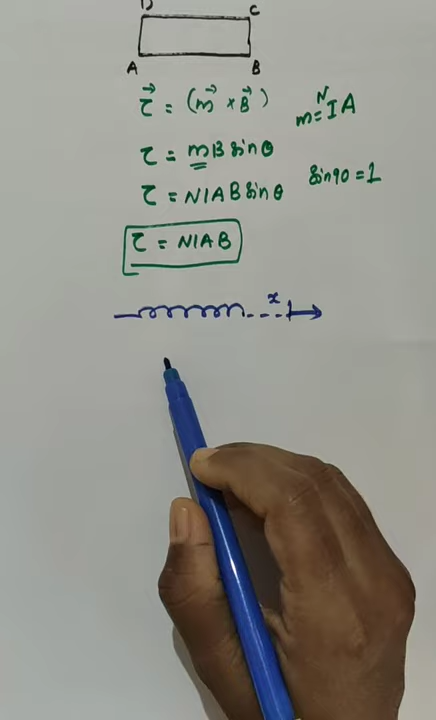 D C
A B
τ⃗ = (m⃗ × B⃗) m = NIA
τ = mB sinθ
τ = NIAB sinθ sin90 = 1
τ = NIAB
x